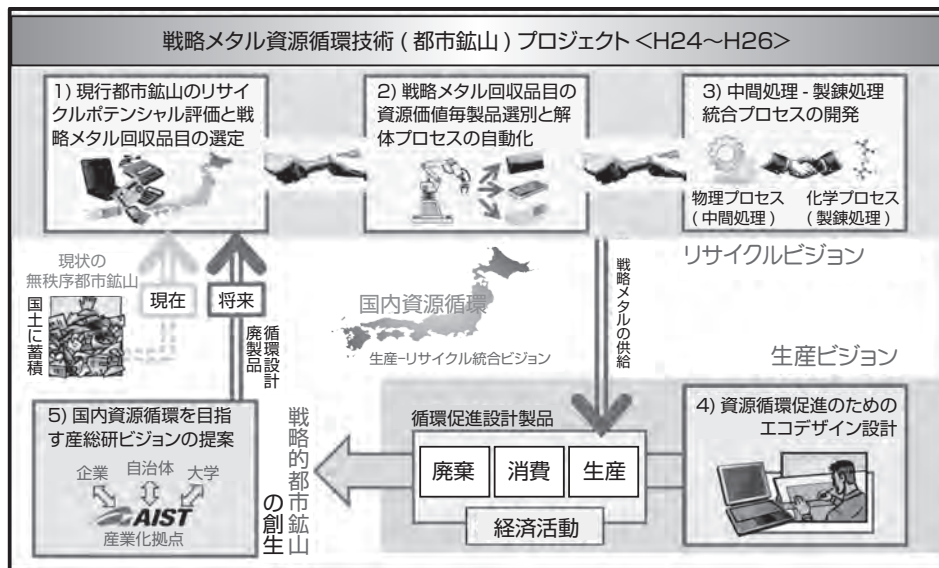 戦略メタル資源循環技術 ( 都市鉱山 ) プロジェクト <H24～H26>
1) 現行都市鉱山のリサ
イクルポテンシャル評価と戦
略メタル回収品目の選定
2) 戦略メタル回収品目の
資源価値毎製品選別と解
体プロセスの自動化
3) 中間処理 - 製錬処理
統合プロセスの開発
物理プロセス
( 中間処理 )
化学プロセス
( 製錬処理 )
リサイクルビジョン
現状の
無秩序都市鉱山
国土に蓄積
現在
将来
循環設計
廃製品
国内資源循環
生産−リサイクル統合ビジョン
戦略メタルの供給
生産ビジョン
5) 国内資源循環を目指
す産総研ビジョンの提案
企業
自治体
大学
AIST
産業化拠点
戦略的都市鉱山
の創生
循環促進設計製品
廃棄
消費
生産
経済活動
4) 資源循環促進のための
エコデザイン設計